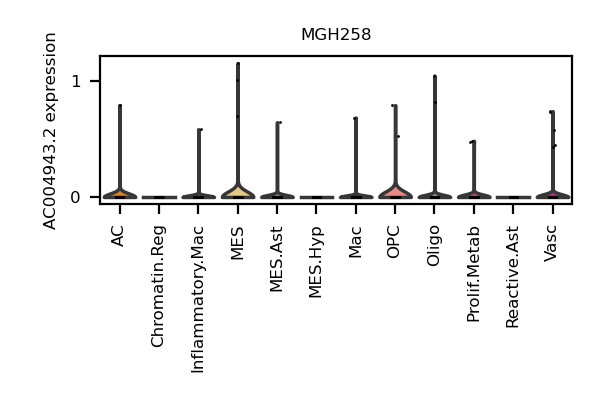 MGH258
AC004943.2 expression
1
0
AC
Chromatin.Reg
Inflammatory.Mac
MES
MES.Ast
MES.Hyp
Mac
OPC
Oligo
Prolif.Metab
Reactive.Ast
Vasc